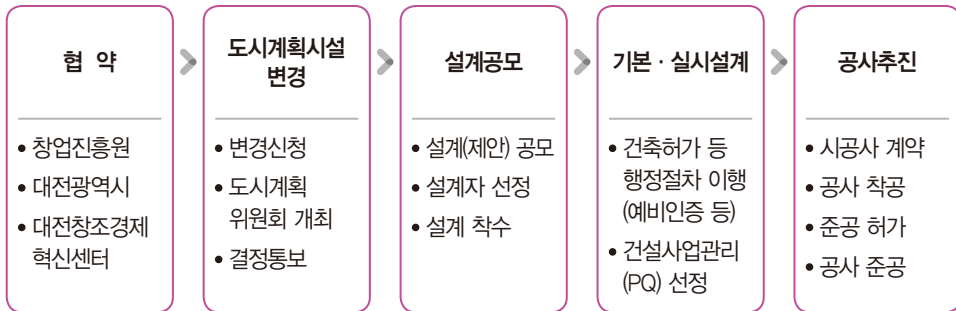 협 약
• 창업진흥원
• 대전광역시
• 대전창조경제
혁신센터
도시계획시설
변경
• 변경신청
• 도시계획
위원회 개최
• 결정통보
설계공모
• 설계(제안) 공모
• 설계자 선정
• 설계 착수
기본 · 실시설계
• 건축허가 등
행정절차 이행
(예비인증 등)
• 건설사업관리
(PQ) 선정
공사추진
• 시공사 계약
• 공사 착공
• 준공 허가
• 공사 준공